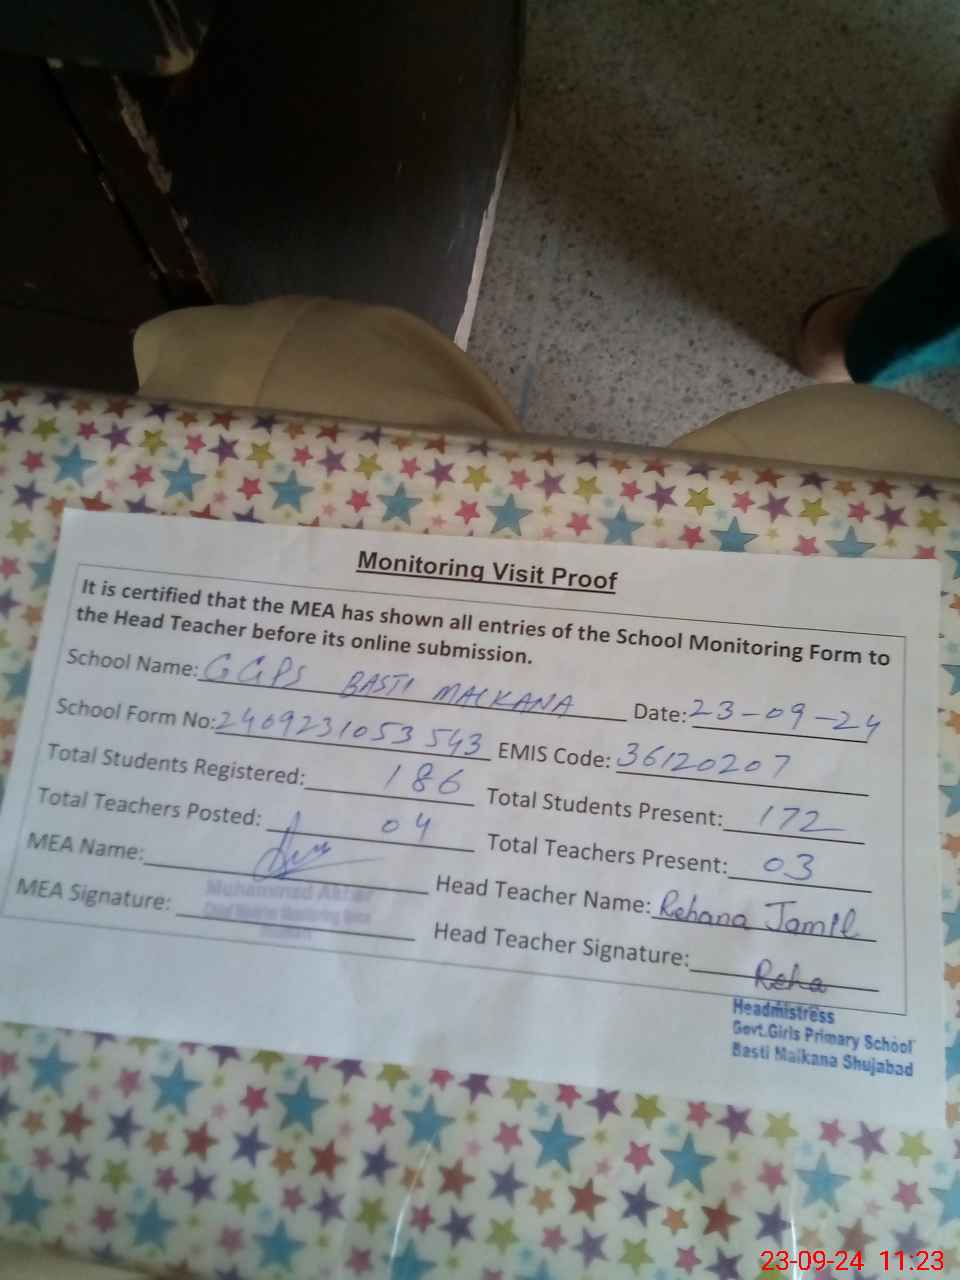 Monitoring Visit Proof
It is certified that the MEA has shown all entries of the School Monitoring Form to
the Head Teacher before its online submission.
School Name: GGPS BASTI MALKANA Date: 23-09-24
School Form No: 2409231053543 EMIS Code: 36120207
Total Students Registered: 186 Total Students Present: 172
Total Teachers Posted: 04 Total Teachers Present: 03
MEA Name: Head Teacher Name: Rehana Jamil
Muhammad
MEA Signature: Head Teacher Signature: Reha
Headmistress
Govt.Girls Primary School
Basti Malkana Shujabad
23-09-24 11:23